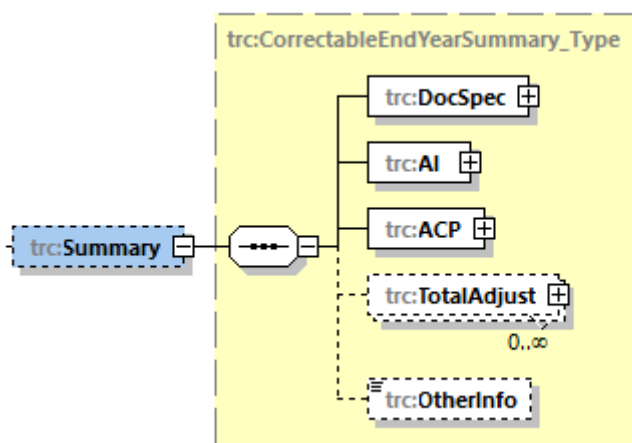 trc:CorrectableEndYearSummary_Type
trc:DocSpec
trc:AI
trc:ACP
trc:Summary
trc:TotalAdjust
0..∞
trc:OtherInfo